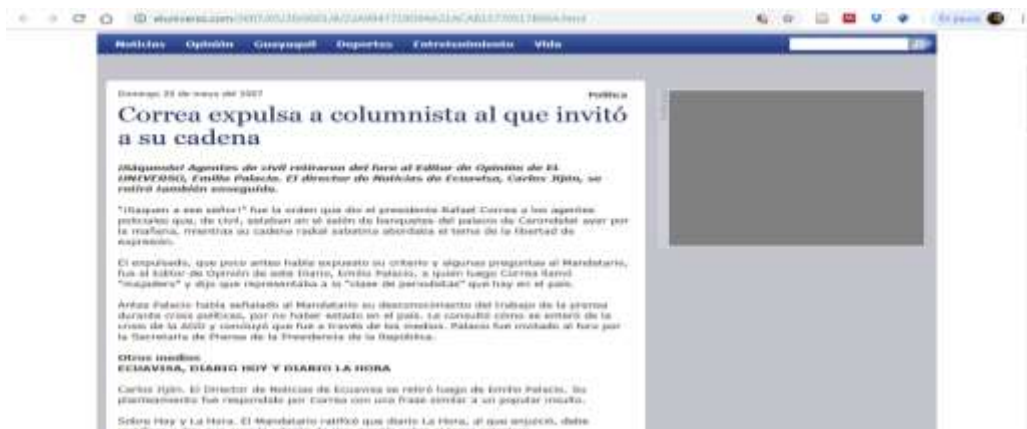 Noticias Opinión Guayaquil Deportes Entretenimiento Vida
Domingo 20 de mayo del 2007 Política
Correa expulsa a columnista al que invitó
a su cadena
¡Sáquenlo! Agentes de civil retiraron del foro al Editor de Opinión de EL
UNIVERSO, Emilio Palacio. El director de Noticias de Ecuavisa, Carlos Jijón, se
retiró también enseguida.
"¡Saquen a ese señor!" fue la orden que dio el presidente Rafael Correa a los agentes
policiales que, de civil, estaban en el salón de banquetes del palacio de Carondelet ayer por
la mañana, mientras su cadena radial sabatina abordaba el tema de la libertad de
expresión.
El expulsado, que poco antes había expuesto su criterio y algunas preguntas al Mandatario,
fue el Editor de Opinión de este Diario, Emilio Palacio, a quien luego Correa llamó
"majadero" y dijo que representaba a la "clase de periodistas" que hay en el país.
Antes Palacio había señalado al Mandatario su desconocimiento del trabajo de la prensa
durante crisis políticas, por no haber estado en el país. Le consultó cómo se enteró de la
crisis de la AGD y concluyó que fue a través de los medios. Palacio fue invitado al foro por
la Secretaría de Prensa de la Presidencia de la República.
Otros medios
ECUAVISA, DIARIO HOY Y DIARIO LA HORA
Carlos Jijón. El Director de Noticias de Ecuavisa se retiró luego de Emilio Palacio. Su
planteamiento fue respondido por Correa con una frase similar a un popular insulto.
Sobre Hoy y La Hora. El Mandatario ratificó que diario La Hora, al que enjuició, debe